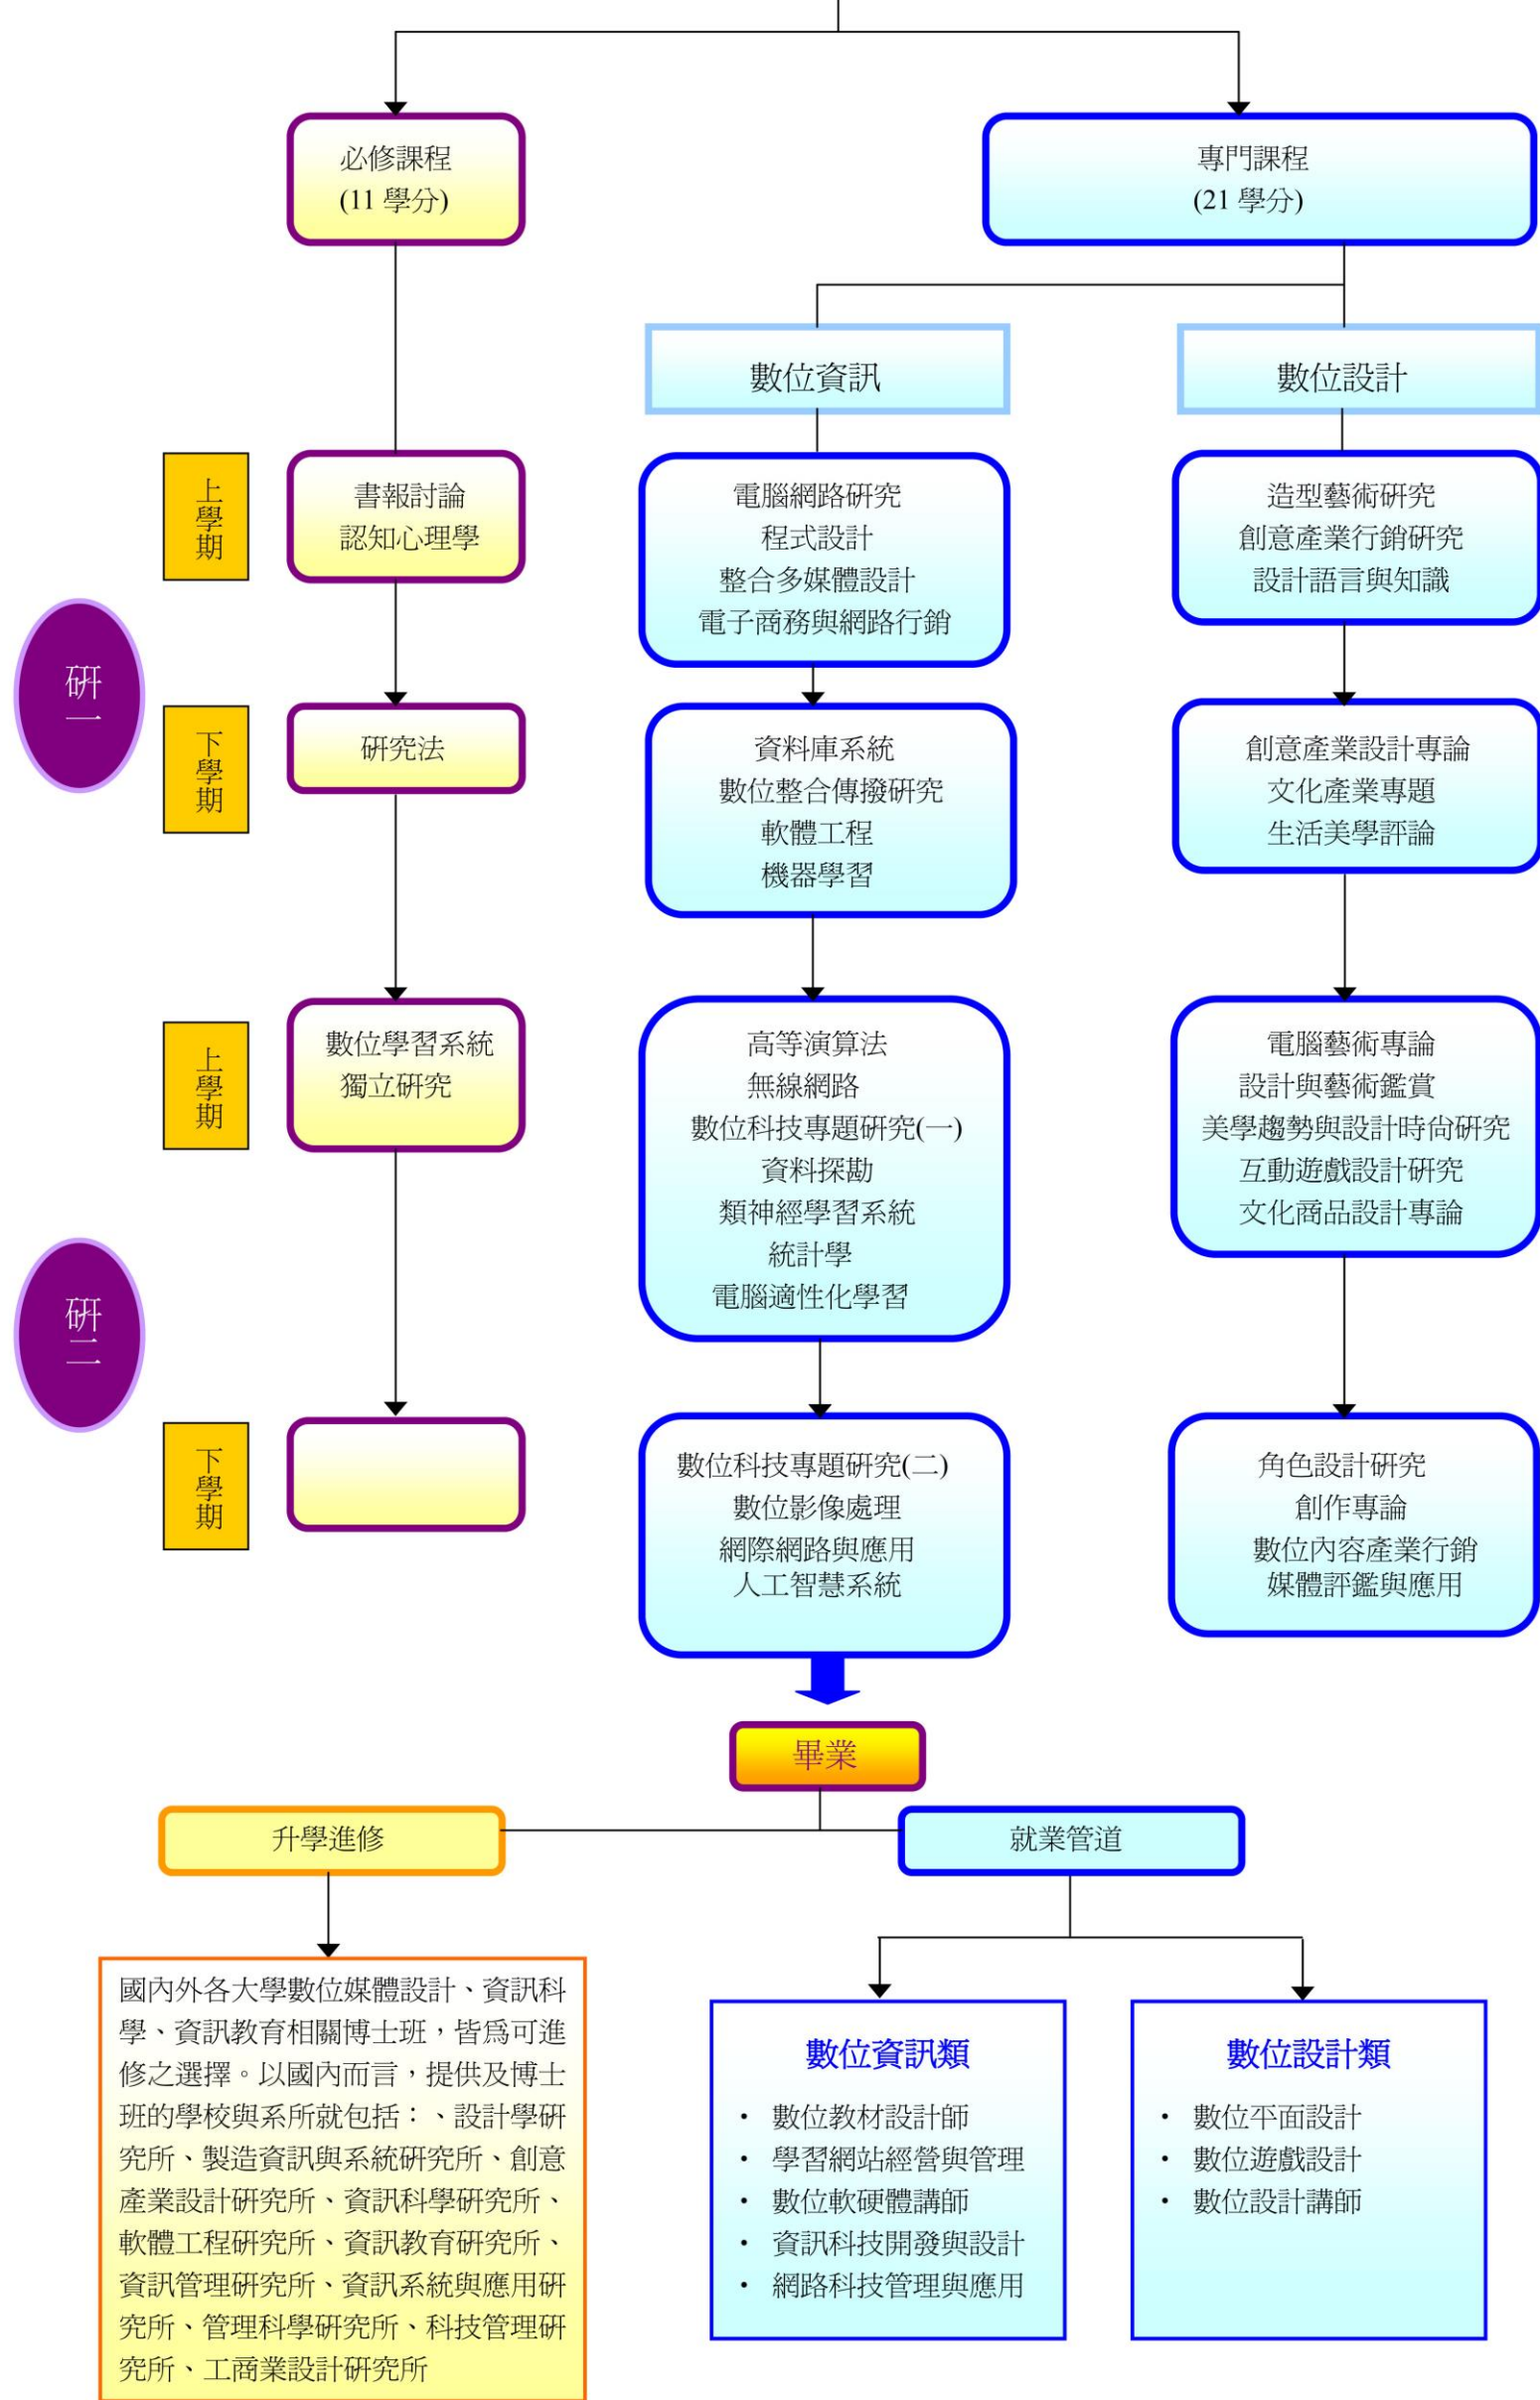 必修課程
(11 學分)
專門課程
(21 學分)
數位資訊
數位設計
研一
上學期
書報討論
認知心理學
電腦網路研究
程式設計
整合多媒體設計
電子商務與網路行銷
造型藝術研究
創意產業行銷研究
設計語言與知識
下學期
研究法
資料庫系統
數位整合傳撥研究
軟體工程
機器學習
創意產業設計專論
文化產業專題
生活美學評論
研二
上學期
數位學習系統
獨立研究
高等演算法
無線網路
數位科技專題研究(一)
資料探勘
類神經學習系統
統計學
電腦適性化學習
電腦藝術專論
設計與藝術鑑賞
美學趨勢與設計時尚研究
互動遊戲設計研究
文化商品設計專論
下學期
數位科技專題研究(二)
數位影像處理
網際網路與應用
人工智慧系統
角色設計研究
創作專論
數位內容產業行銷
媒體評鑑與應用
畢業
升學進修
就業管道
國內外各大學數位媒體設計、資訊科
學、資訊教育相關博士班，皆為可進
修之選擇。以國內而言，提供及博士
班的學校與系所就包括：、設計學研
究所、製造資訊與系統研究所、創意
產業設計研究所、資訊科學研究所、
軟體工程研究所、資訊教育研究所、
資訊管理研究所、資訊系統與應用研
究所、管理科學研究所、科技管理研
究所、工商業設計研究所
數位資訊類
• 數位教材設計師
• 學習網站經營與管理
• 數位軟硬體講師
• 資訊科技開發與設計
• 網路科技管理與應用
數位設計類
• 數位平面設計
• 數位遊戲設計
• 數位設計講師